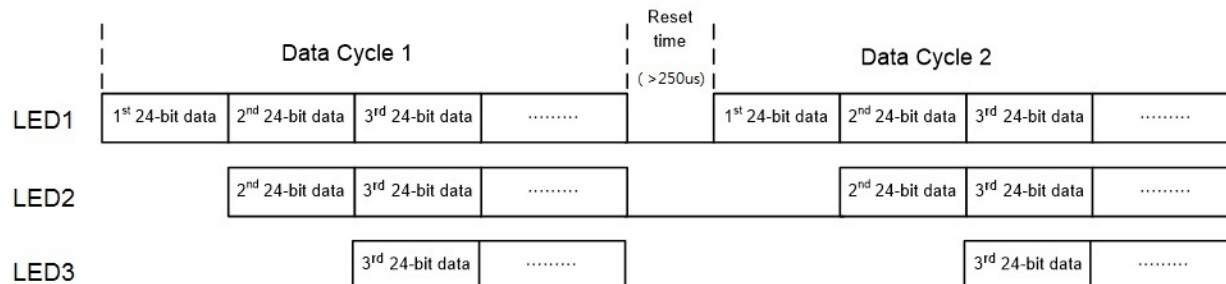 Reset
time
Data Cycle 1
( >250us)
Data Cycle 2
LED1
1st 24-bit data
2nd 24-bit data
3rd 24-bit data
·········
1st 24-bit data
2nd 24-bit data
3rd 24-bit data
·········
LED2
2nd 24-bit data
3rd 24-bit data
·········
2nd 24-bit data
3rd 24-bit data
·········
LED3
3rd 24-bit data
·········
3rd 24-bit data
·········